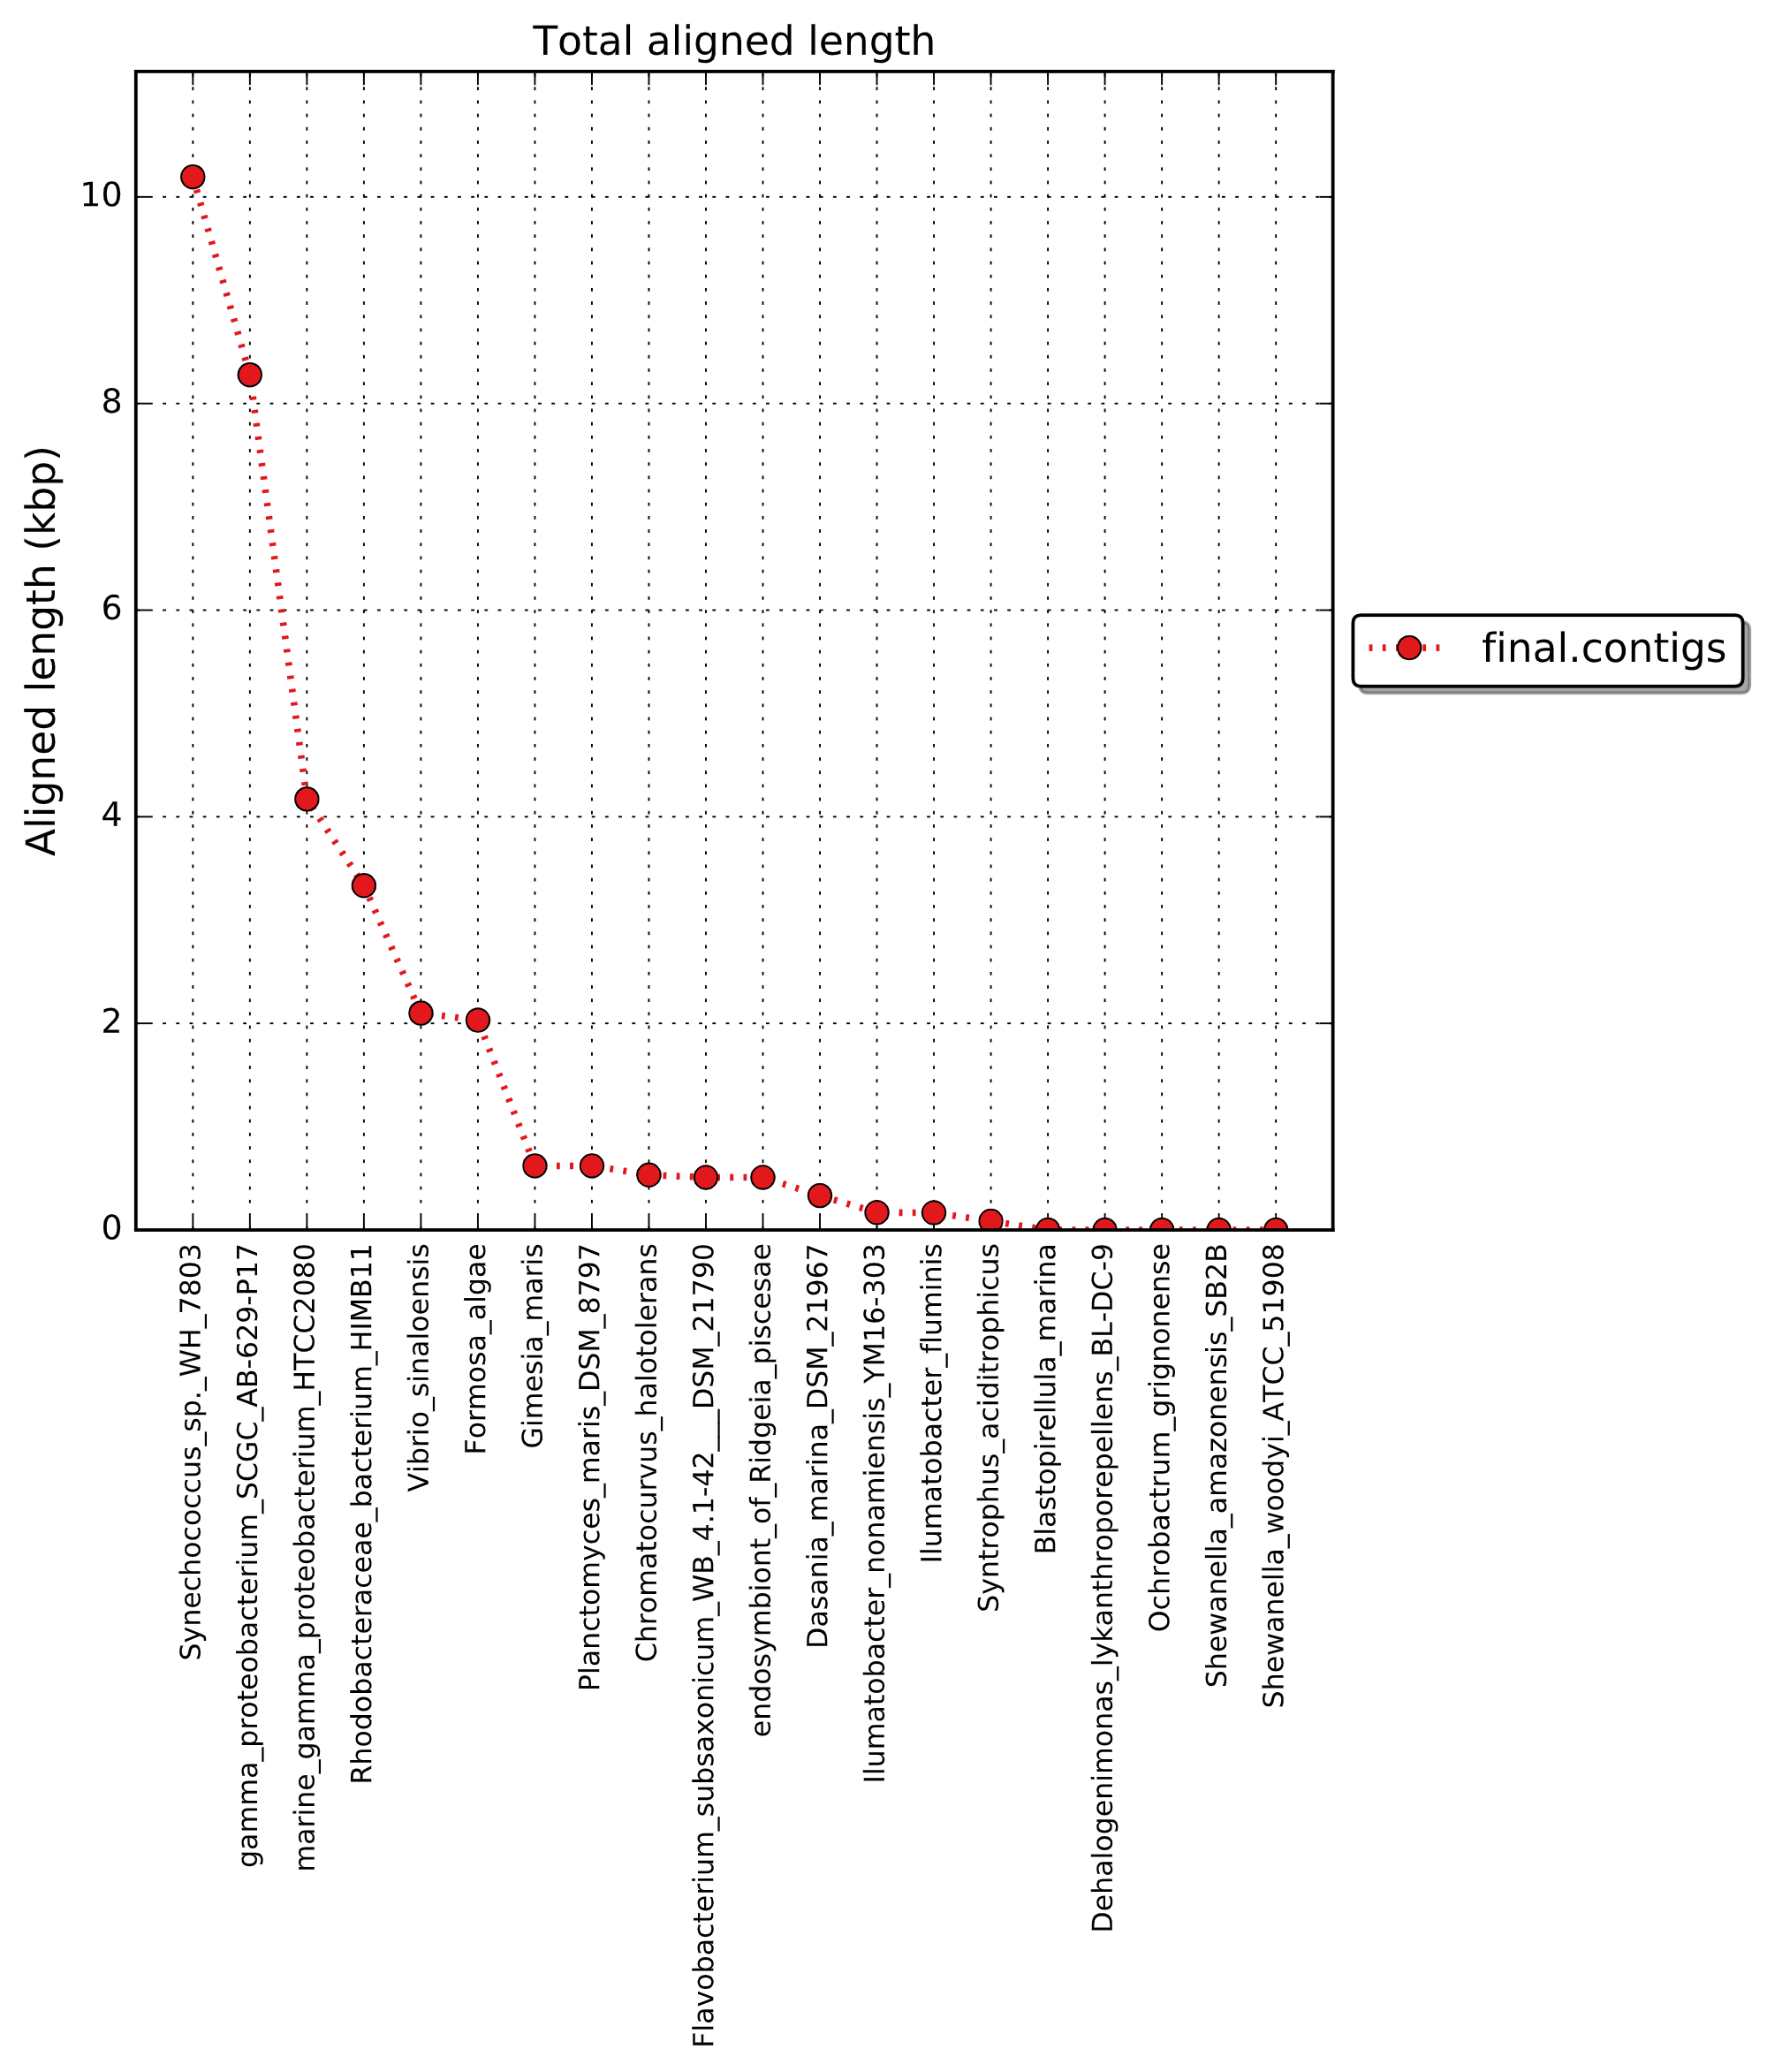 Total aligned length
Aligned length (kbp)
10
8
6
4
2
0
final.contigs
Synechococcus_sp._WH_7803
gamma_proteobacterium_SCGC_AB-629-P17
marine_gamma_proteobacterium_HTCC2080
Rhodobacteraceae_bacterium_HIMB11
Vibrio_sinaloensis
Formosa_algae
Gimesia_maris
Planctomyces_maris_DSM_8797
Chromatocurvus_halotolerans
Flavobacterium_subsaxonicum_WB_4.1-42___DSM_21790
endosymbiont_of_Ridgeia_piscesae
Dasania_marina_DSM_21967
Ilumatobacter_nonamiensis_YM16-303
Ilumatobacter_fluminis
Syntrophus_aciditrophicus
Blastopirellula_marina
Dehalogenimonas_lykanthroporepellens_BL-DC-9
Ochrobactrum_grignonense
Shewanella_amazonensis_SB2B
Shewanella_woodyi_ATCC_51908